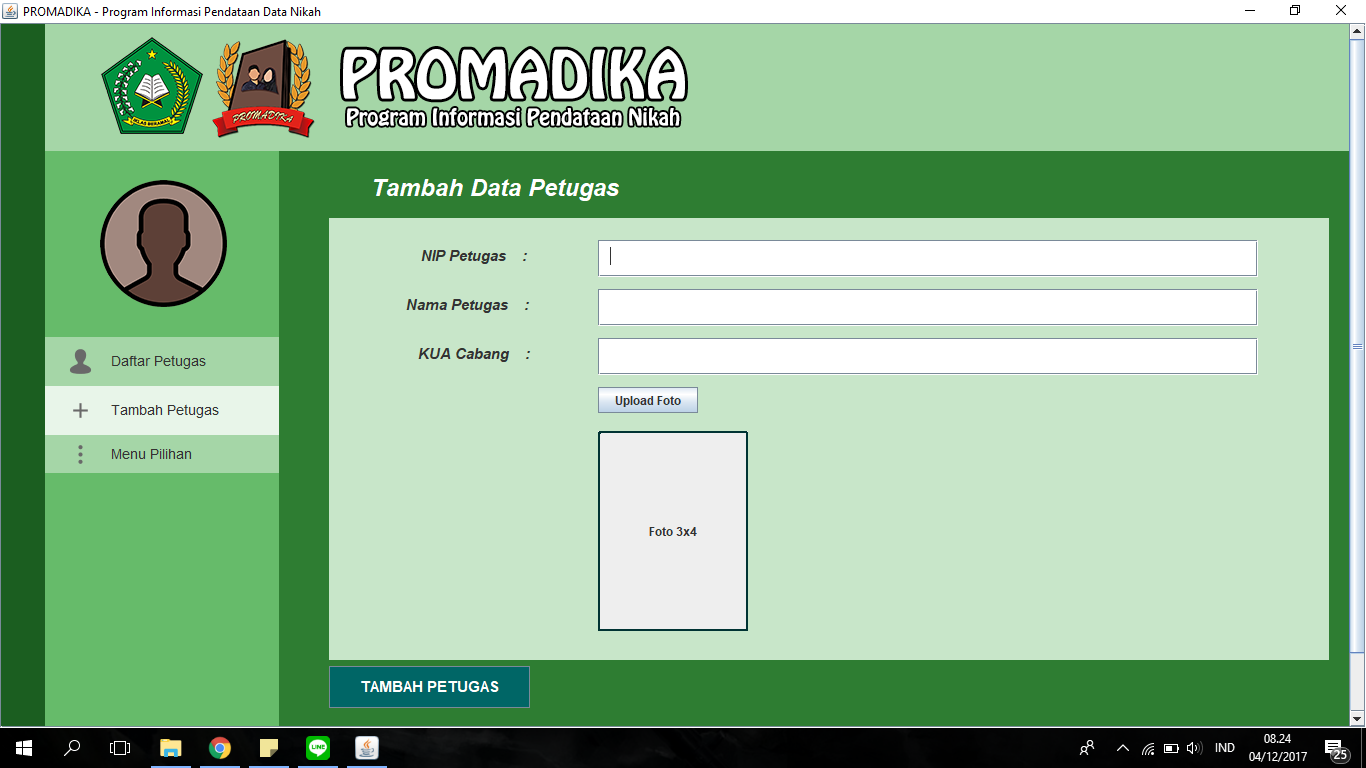 PROMADIKA - Program Informasi Pendataan Data Nikah
PROMADIKA
Program Informasi Pendataan Nikah
IKHLAS BERAMAL
PROMADIKA
Tambah Data Petugas
NIP Petugas :
Nama Petugas :
KUA Cabang :
Upload Foto
Foto 3x4
TAMBAH PETUGAS
Daftar Petugas
Tambah Petugas
Menu Pilihan
LINE
IND
08.24
04/12/2017
25